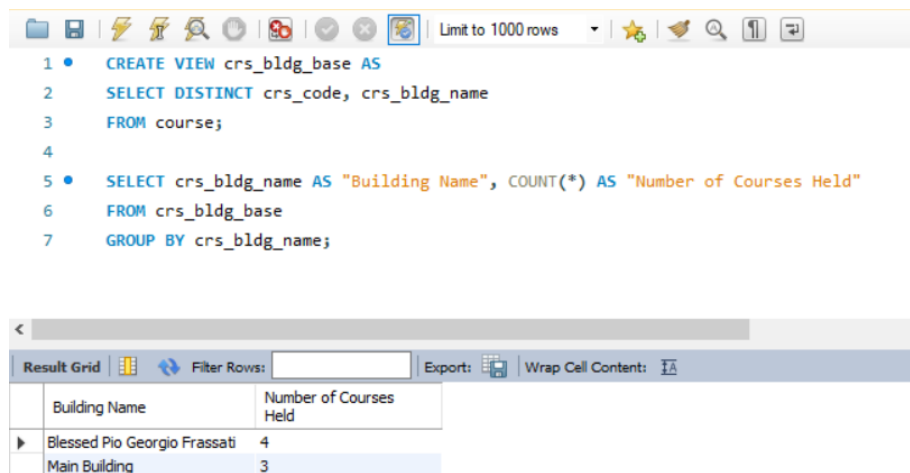 Limit to 1000 rows
1 CREATE VIEW crs_bldg_base AS
2 SELECT DISTINCT crs_code, crs_bldg_name
3 FROM course;
4
5 SELECT crs_bldg_name AS "Building Name", COUNT(*) AS "Number of Courses Held"
6 FROM crs_bldg_base
7 GROUP BY crs_bldg_name;
Result Grid Filter Rows: Export: Wrap Cell Content: IA
Building Name Number of Courses Held
Blessed Pio Georgio Frassati 4
Main Building 3